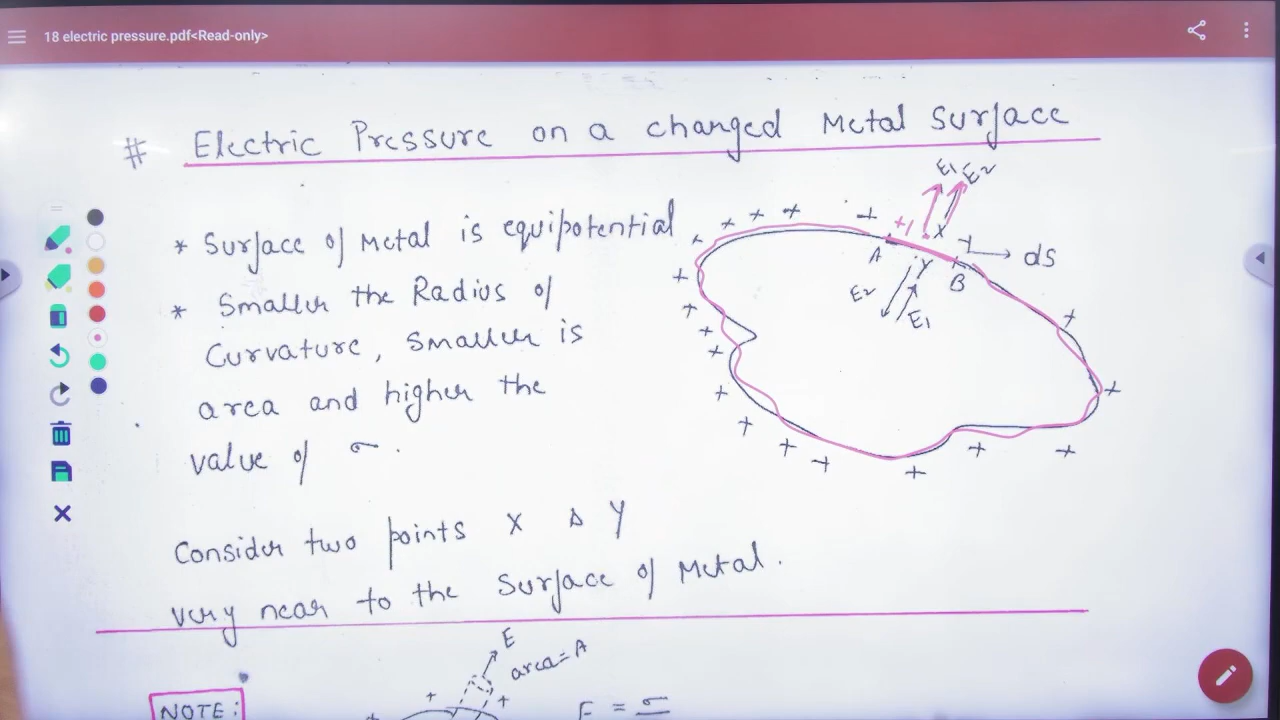 18 electric pressure.pdf<Read-only>
# Electric Pressure on a changed Metal Surface
* Surface of Metal is equipotential
* Smaller the Radius of
Curvature, Smaller is
area and higher the
value of σ.
E1 E2
+1 X
A Y B
dS
E2 E1
Consider two points X & Y
very near to the Surface of Metal.
E
area=A
NOTE:
E = σ